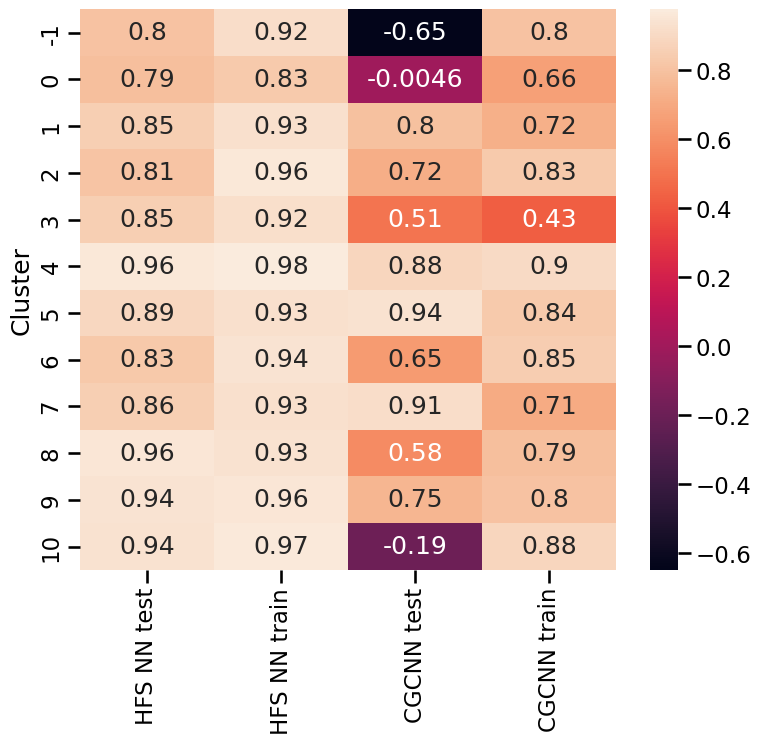 -1 0.8 0.92 -0.65 0.8
0 0.79 0.83 -0.0046 0.66
1 0.85 0.93 0.8 0.72
2 0.81 0.96 0.72 0.83
3 0.85 0.92 0.51 0.43
4 0.96 0.98 0.88 0.9
5 0.89 0.93 0.94 0.84
6 0.83 0.94 0.65 0.85
7 0.86 0.93 0.91 0.71
8 0.96 0.93 0.58 0.79
9 0.94 0.96 0.75 0.8
10 0.94 0.97 -0.19 0.88
Cluster
HFS NN test
HFS NN train
CGCNN test
CGCNN train
0.8
0.6
0.4
0.2
0.0
−0.2
−0.4
−0.6